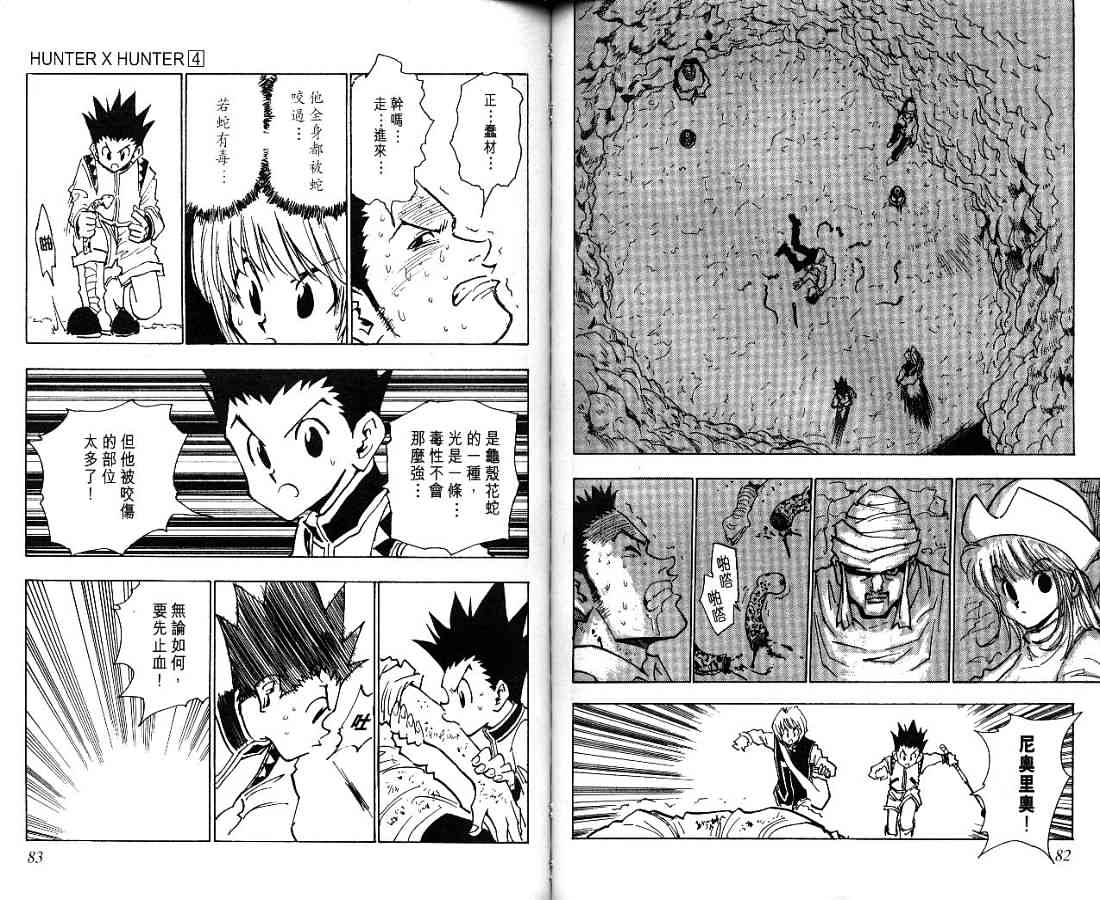 啪嗒
啪嗒
尼奧里奧！
82
HUNTER X HUNTER 4
正…蠢材…
幹嗎…
走…進來…
他全身都被蛇
咬過…
若蛇有毒…
是龜殼花蛇
的一種，
光是一條
毒性不會
那麼強…
但他被咬傷
的部位
太多了！
吐
無論如何，
要先止血！
83